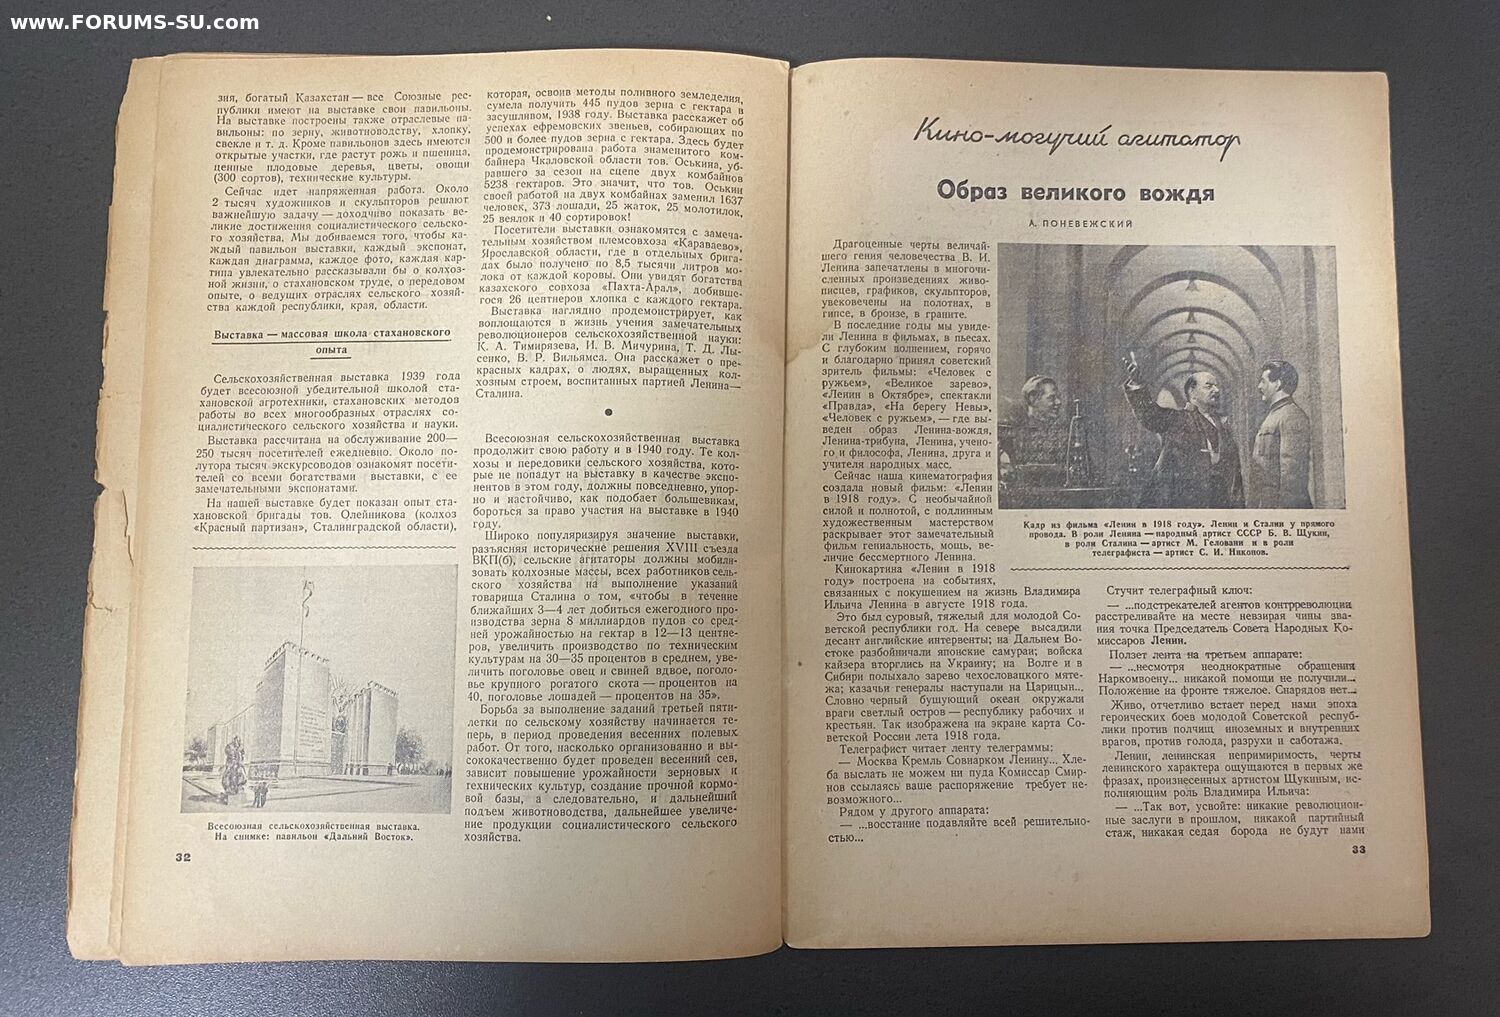 www.FORUMS-SU.com
зия, богатый Казахстан — все Союзные рес-
публики имеют на выставке свои павильоны.
На выставке построены также отраслевые па-
вильоны: по зерну, животноводству, хлопку,
свекле и т. д. Кроме павильонов здесь имеются
открытые участки, где растут рожь и пшеница,
ценные плодовые деревья, цветы, овощи
(300 сортов), технические культуры.
Сейчас идет напряженная работа. Около
2 тысяч художников и скульпторов решают
важнейшую задачу — доходчиво показать ве-
ликие достижения социалистического сельско-
го хозяйства. Мы добиваемся того, чтобы ка-
ждый павильон выставки, каждый экспонат,
каждая диаграмма, каждое фото, каждая кар-
тина увлекательно рассказывали бы о колхоз-
ной жизни, о стахановском труде, о передовом
опыте, о ведущих отраслях сельского хозяй-
ства каждой республики, края, области.
Выставка — массовая школа стахановского
опыта
Сельскохозяйственная выставка 1939 года
будет всесоюзной убедительной школой ста-
хановской агротехники, стахановских методов
работы во всех многообразных отраслях со-
циалистического сельского хозяйства и науки.
Выставка рассчитана на обслуживание 200—
250 тысяч посетителей ежедневно. Около по-
лутора тысяч экскурсоводов ознакомят посети-
телей со всеми богатствами выставки, с ее
замечательными экспонатами.
На нашей выставке будет показан опыт ста-
хановской бригады тов. Олейникова (колхоз
«Красный партизан», Сталинградской области),
Всесоюзная сельскохозяйственная выставка.
На снимке: павильон «Дальний Восток».
32
которая, освоив методы поливного земледелия,
сумела получить 445 пудов зерна с гектара в
засушливом, 1938 году. Выставка расскажет об
успехах ефремовских звеньев, собирающих по
500 и более пудов зерна с гектара. Здесь будет
продемонстрирована работа знаменитого ком-
байнера Чкаловской области тов. Оськина, уб-
равшего за сезон на сцепе двух комбайнов
5238 гектаров. Это значит, что тов. Оськин
своей работой на двух комбайнах заменил 1637
человек, 373 лошади, 25 жаток, 25 молотилок,
25 веялок и 40 сортировок!
Посетители выставки ознакомятся с замеча-
тельным хозяйством племсовхоза «Караваево»,
Ярославской области, где в отдельных брига-
дах было получено по 8,5 тысячи литров мо-
лока от каждой коровы. Они увидят богатства
казахского совхоза «Пахта-Арал», добивше-
гося 26 центнеров хлопка с каждого гектара.
Выставка наглядно продемонстрирует, как
воплощаются в жизнь учения замечательных
революционеров сельскохозяйственной науки:
К. А. Тимирязева, И. В. Мичурина, Т. Д. Лы-
сенко, В. Р. Вильямса. Она расскажет о пре-
красных кадрах, о людях, выращенных кол-
хозным строем, воспитанных партией Ленина—
Сталина.
●
Всесоюзная сельскохозяйственная выставка
продолжит свою работу и в 1940 году. Те кол-
хозы и передовики сельского хозяйства, кото-
рые не попадут на выставку в качестве экспо-
нентов в этом году, должны повседневно, упор-
но и настойчиво, как подобает большевикам,
бороться за право участия на выставке в 1940
году.
Широко популяризируя значение выставки,
разъясняя исторические решения XVIII съезда
ВКП(б), сельские агитаторы должны мобили-
зовать колхозные массы, всех работников сель-
ского хозяйства на выполнение указаний
товарища Сталина о том, «чтобы в течение
ближайших 3—4 лет добиться ежегодного про-
изводства зерна 8 миллиардов пудов со сред-
ней урожайностью на гектар в 12—13 центне-
ров, увеличить производство по техническим
культурам на 30—35 процентов в среднем, уве-
личить поголовье овец и свиней вдвое, поголо-
вье крупного рогатого скота — процентов на
40, поголовье лошадей — процентов на 35».
Борьба за выполнение заданий третьей пяти-
летки по сельскому хозяйству начинается те-
перь, в период проведения весенних полевых
работ. От того, насколько организованно и вы-
сококачественно будет проведен весенний сев,
зависит повышение урожайности зерновых и
технических культур, создание прочной кормо-
вой базы, а следовательно, и дальнейший
подъем животноводства, дальнейшее увеличе-
ние продукции социалистического сельского
хозяйства.
Кино-могучий агитатор
Образ великого вождя
А. ПОНЕВЕЖСКИЙ
Драгоценные черты величай-
шего гения человечества В. И.
Ленина запечатлены в многочи-
сленных произведениях живо-
писцев, графиков, скульпторов,
увековечены на полотнах, в
гипсе, в бронзе, в граните.
В последние годы мы увиде-
ли Ленина в фильмах, в пьесах.
С глубоким волнением, горячо
и благодарно принял советский
зритель фильмы: «Человек с
ружьем», «Великое зарево»,
«Ленин в Октябре», спектакли
«Правда», «На берегу Невы»,
«Человек с ружьем», — где вы-
веден образ Ленина-вождя,
Ленина-трибуна, Ленина, учено-
го и философа, Ленина, друга и
учителя народных масс.
Сейчас наша кинематография
создала новый фильм: «Ленин
в 1918 году». С необычайной
силой и полнотой, с подлинным
художественным мастерством
раскрывает этот замечательный
фильм гениальность, мощь, ве-
личие бессмертного Ленина.
Кинокартина «Ленин в 1918
году» построена на событиях,
связанных с покушением на жизнь Владимира
Ильича Ленина в августе 1918 года.
Это был суровый, тяжелый для молодой Со-
ветской республики год. На севере высадили
десант английские интервенты; на Дальнем Во-
стоке разбойничали японские самураи; войска
кайзера вторглись на Украину; на Волге и в
Сибири полыхало зарево чехословацкого мяте-
жа; казачьи генералы наступали на Царицын...
Словно черный бушующий океан окружали
враги светлый остров — республику рабочих и
крестьян. Так изображена на экране карта Со-
ветской России лета 1918 года.
Телеграфист читает ленту телеграммы:
— Москва Кремль Совнарком Ленину... Хле-
ба выслать не можем ни пуда Комиссар Смир-
нов ссылаясь ваше распоряжение требует не-
возможного...
Рядом у другого аппарата:
— ...восстание подавляйте всей решительно-
стью...
Кадр из фильма «Ленин в 1918 году». Ленин и Сталин у прямого
провода. В роли Ленина — народный артист СССР Б. В. Щукин,
в роли Сталина — артист М. Геловани и в роли
телеграфиста — артист С. И. Никонов.
Стучит телеграфный ключ:
— ...подстрекателей агентов контрреволюции
расстреливайте на месте невзирая чины зва-
ния точка Председатель Совета Народных Ко-
миссаров Ленин.
Ползет лента на третьем аппарате:
— ...несмотря неоднократные обращения
Наркомвоену... никакой помощи не получили...
Положение на фронте тяжелое. Снарядов нет...
Живо, отчетливо встает перед нами эпоха
героических боев молодой Советской респуб-
лики против полчищ иноземных и внутренних
врагов, против голода, разрухи и саботажа.
Ленин, ленинская непримиримость, черты
ленинского характера ощущаются в первых же
фразах, произнесенных артистом Щукиным, ис-
полняющим роль Владимира Ильича:
— ...Так вот, усвойте: никакие революцион-
ные заслуги в прошлом, никакой партийный
стаж, никакая седая борода не будут нами
33